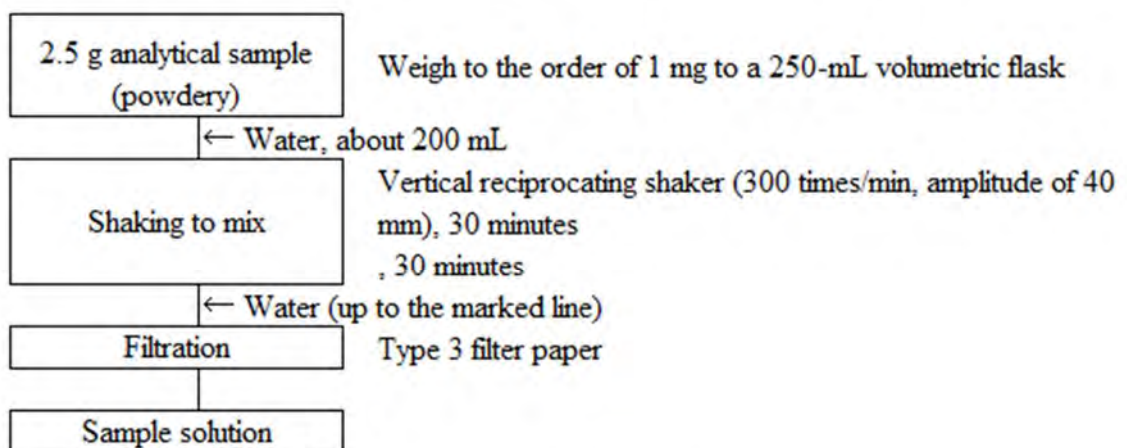 2.5 g analytical sample
(powdery)
Weigh to the order of 1 mg to a 250-mL volumetric flask
← Water, about 200 mL
Shaking to mix
Vertical reciprocating shaker (300 times/min, amplitude of 40
mm), 30 minutes
, 30 minutes
← Water (up to the marked line)
Filtration
Type 3 filter paper
Sample solution